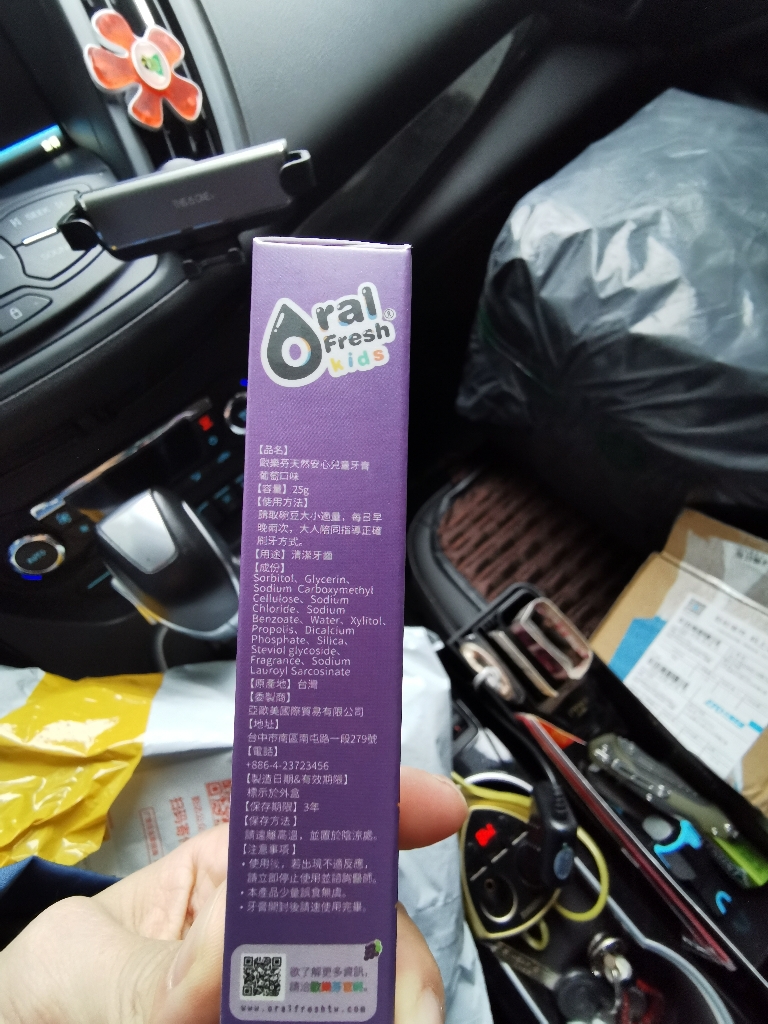 Oral
Fresh®
kids
【品名】
歐樂芬天然安心兒童牙膏
葡萄口味
【容量】25g
【使用方法】
請取豌豆大小適量，每日早
晚兩次，大人陪同指導正確
刷牙方式。
【用途】清潔牙齒
【成份】
Sorbitol、Glycerin、
Sodium Carboxymethyl
Cellulose、Sodium
Chloride、Sodium
Benzoate、Water、Xylitol、
Propolis、Dicalcium
Phosphate、Silica、
Steviol glycoside、
Fragrance、Sodium
Lauroyl Sarcosinate
【原產地】台灣
【委製商】
亞歐美國際貿易有限公司
【地址】
台中市南區南屯路一段279號
【電話】
+886-4-23723456
【製造日期&有效期限】
標示於外盒
【保存期限】3年
【保存方法】
請遠離高溫，並置於陰涼處。
【注意事項】
•使用後，若出現不適反應，
請立即停止使用並諮詢醫師。
•本產品少量誤食無虞。
•牙膏開封後請速使用完畢。
欲了解更多資訊，
請洽歐樂芬官網。
www.oralfreshtw.com